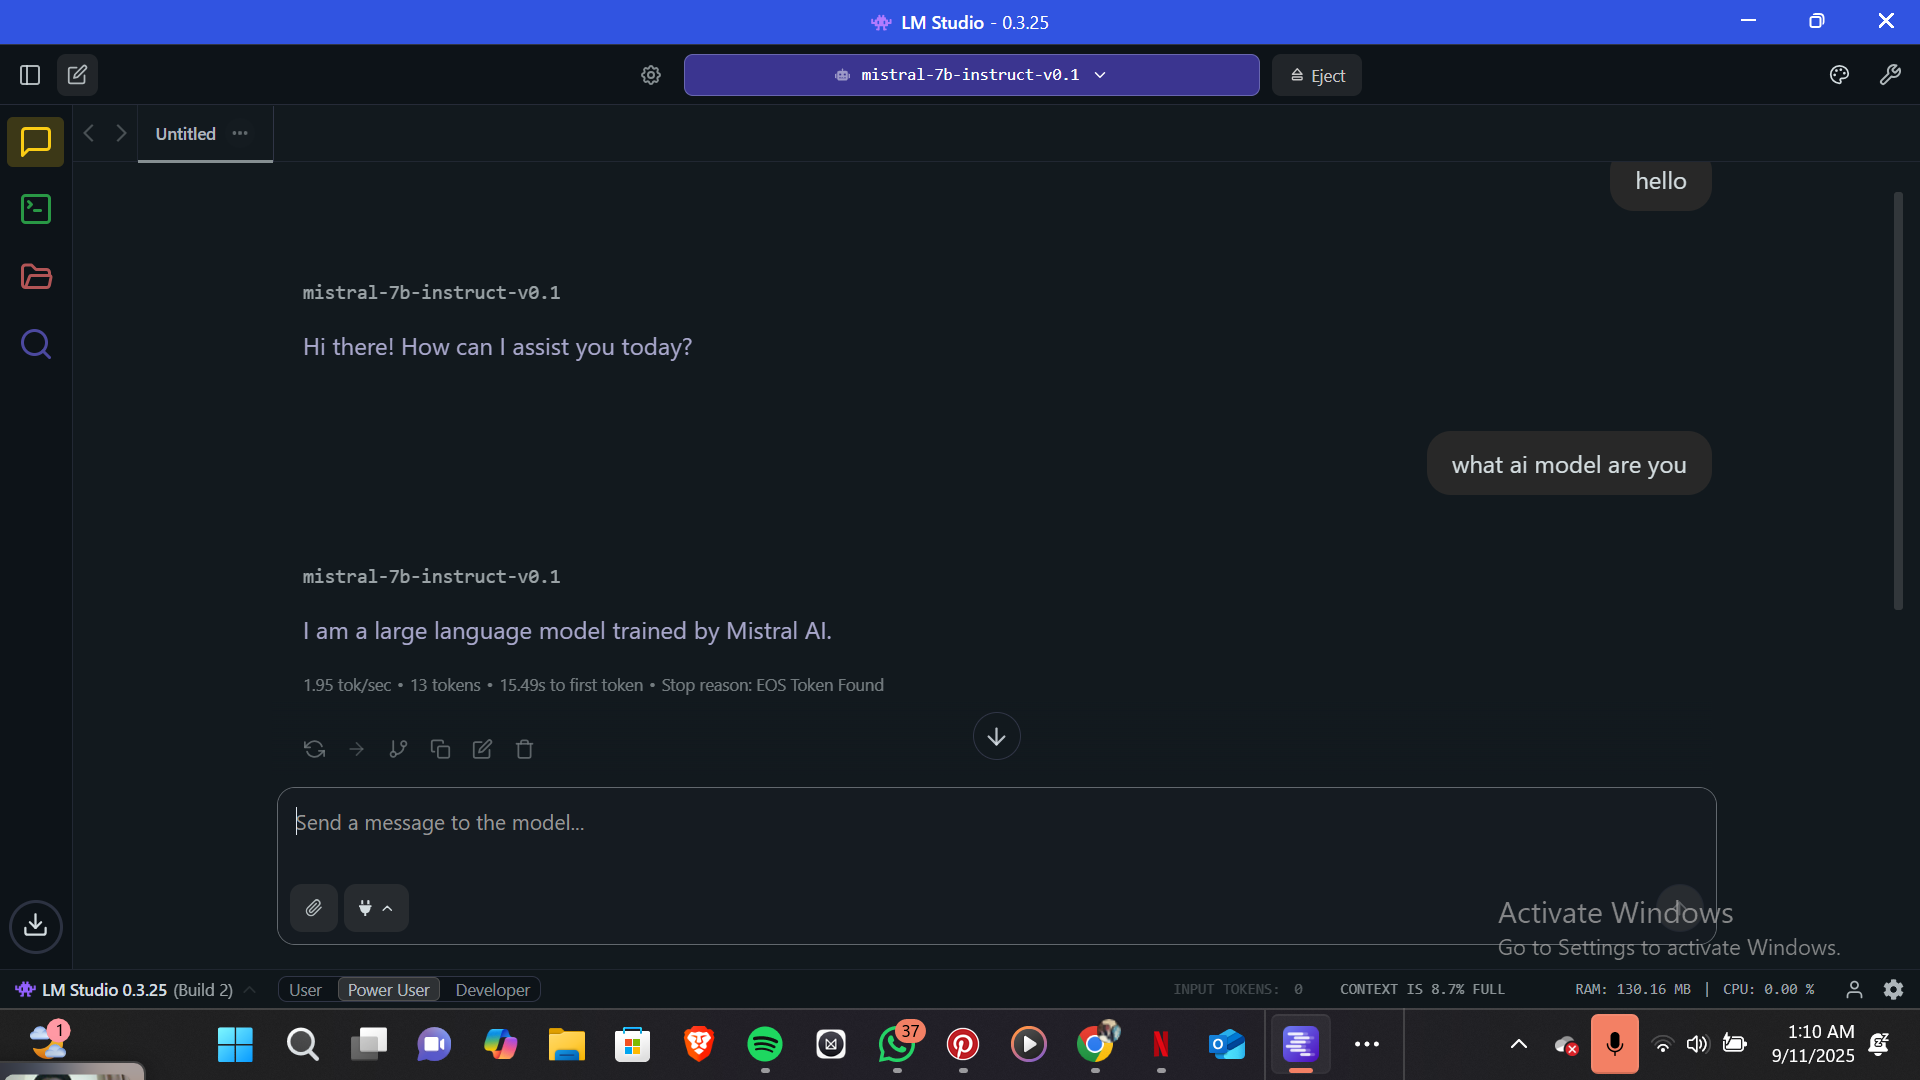 LM Studio - 0.3.25
mistral-7b-instruct-v0.1
Eject
Untitled
hello
mistral-7b-instruct-v0.1
Hi there! How can I assist you today?
what ai model are you
mistral-7b-instruct-v0.1
I am a large language model trained by Mistral AI.
1.95 tok/sec • 13 tokens • 15.49s to first token • Stop reason: EOS Token Found
Send a message to the model...
Activate Windows
Go to Settings to activate Windows.
LM Studio 0.3.25 (Build 2)
User Power User Developer
INPUT TOKENS: 0
CONTEXT IS 8.7% FULL
RAM: 130.16 MB | CPU: 0.00 %
1
37
1:10 AM
9/11/2025